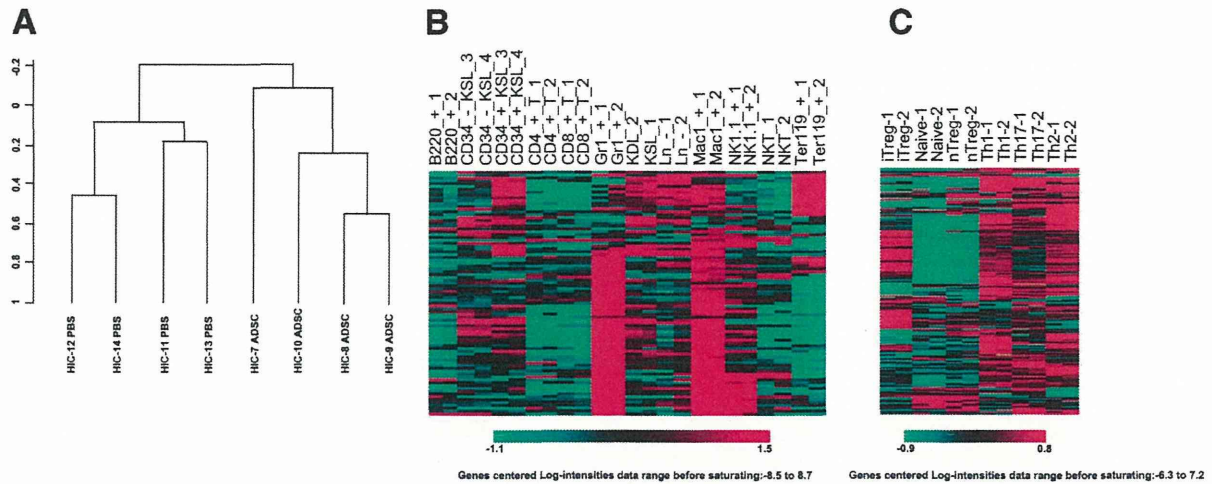 A
B
C
-0.2
0
0.2
0.4
0.6
0.8
1
HIC-12 PBS
HIC-14 PBS
HIC-11 PBS
HIC-13 PBS
HIC-7 ADSC
HIC-10 ADSC
HIC-8 ADSC
HIC-9 ADSC
B220_+_1
B220_+_2
CD34_-_KSL_3
CD34_-_KSL_4
CD34_+_KSL_3
CD34_+_KSL_4
CD4_+_T_1
CD4_+_T_2
CD8_+_T_1
CD8_+_T_2
Gr1_+_1
Gr1_+_2
KDL_2
KSL_1
Ln_-_1
Ln_-_2
Mac1_+_1
Mac1_+_2
NK1.1_+_1
NK1.1_+_2
NKT_1
NKT_2
Ter119_+_1
Ter119_+_2
-1.1
1.5
Genes centered Log-intensities data range before saturating:-8.5 to 8.7
iTreg-1
iTreg-2
Naive-1
Naive-2
nTreg-1
nTreg-2
Th1-1
Th1-2
Th17-1
Th17-2
Th2-1
Th2-2
-0.9
0.8
Genes centered Log-intensities data range before saturating:-6.3 to 7.2